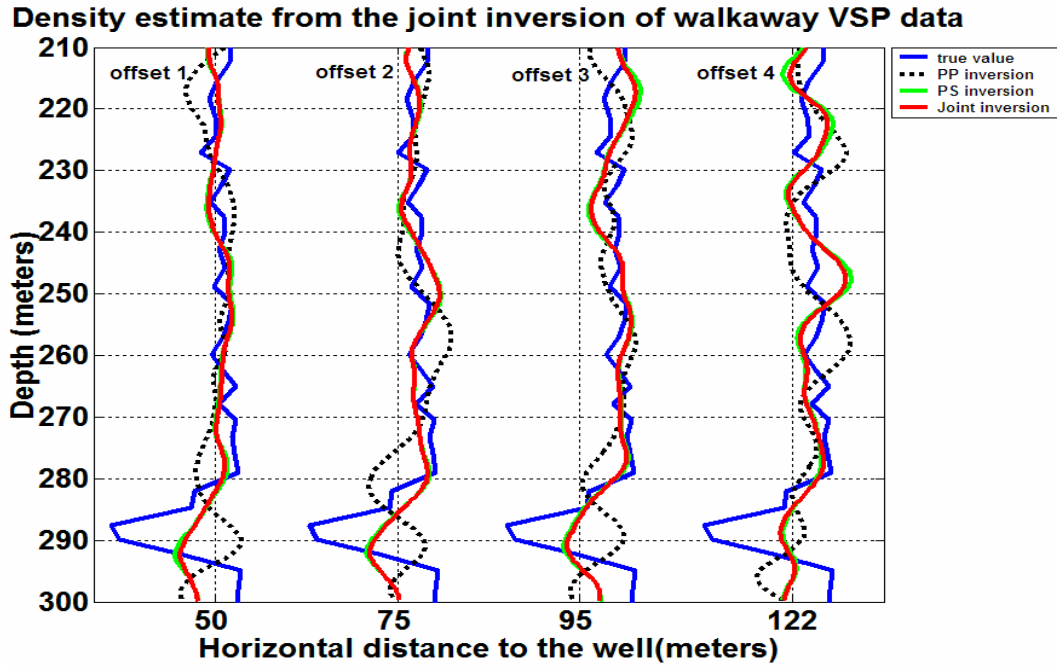 Density estimate from the joint inversion of walkaway VSP data
offset 1
offset 2
offset 3
offset 4
true value
PP inversion
PS inversion
Joint inversion
Depth (meters)
210
220
230
240
250
260
270
280
290
300
50 75 95 122
Horizontal distance to the well(meters)